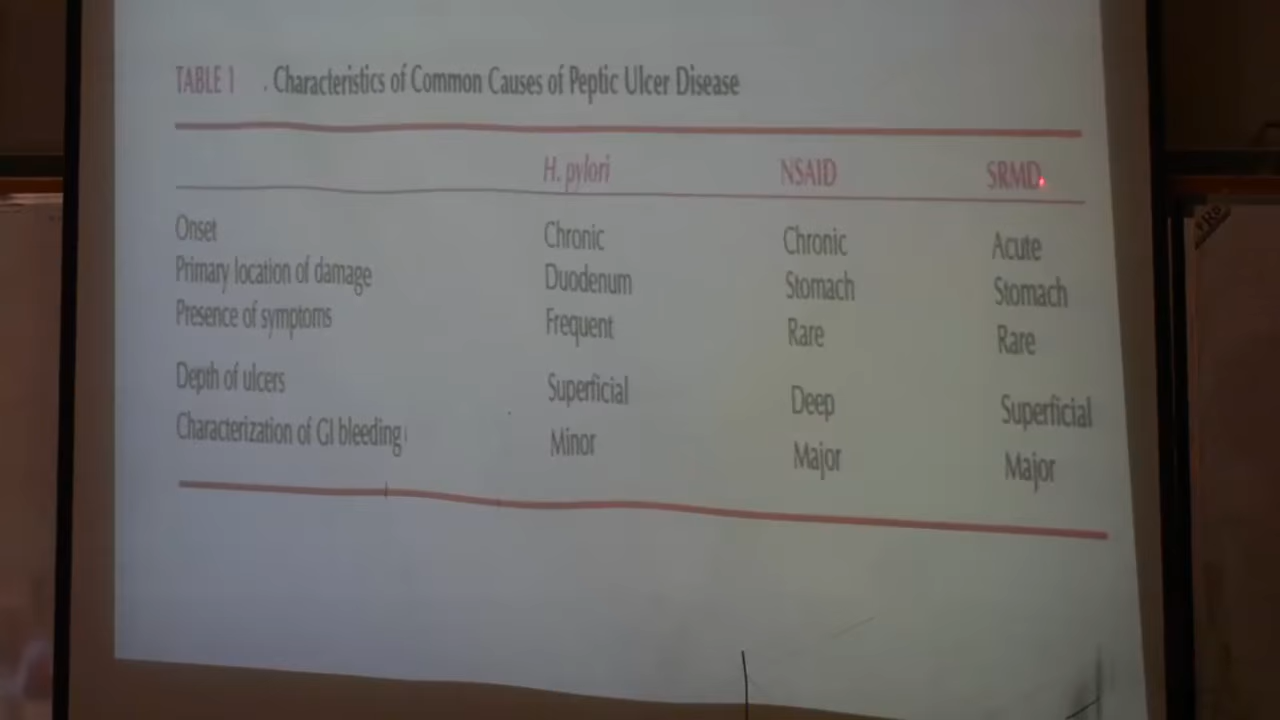 TABLE 1 . Characteristics of Common Causes of Peptic Ulcer Disease
H. pylori NSAID SRMD
Onset Chronic Chronic Acute
Primary location of damage Duodenum Stomach Stomach
Presence of symptoms Frequent Rare Rare
Depth of ulcers Superficial Deep Superficial
Characterization of GI bleeding Minor Major Major